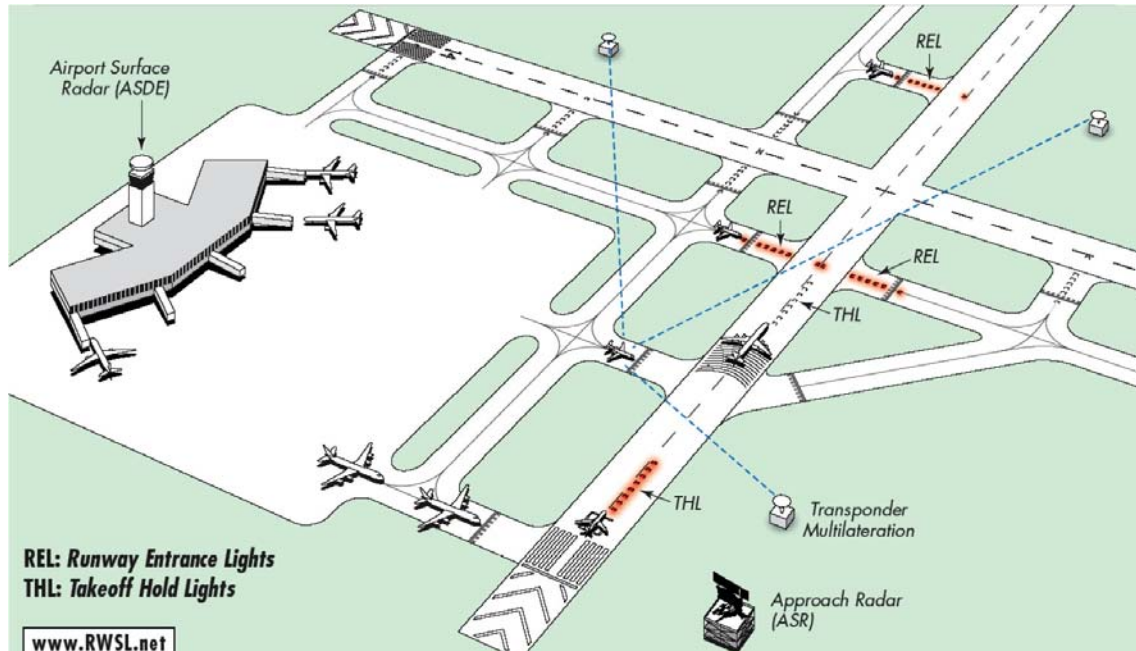 Airport Surface
Radar (ASDE)
REL
REL
REL
THL
THL
Transponder
Multilateration
Approach Radar
(ASR)
REL: Runway Entrance Lights
THL: Takeoff Hold Lights
www.RWSL.net